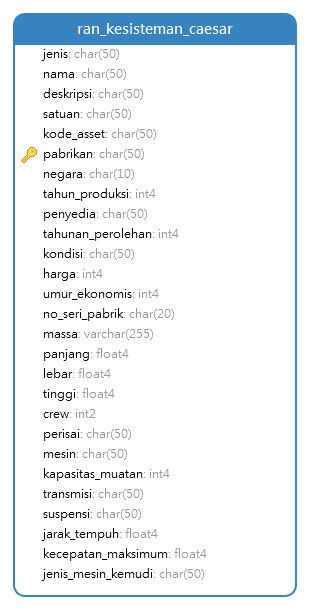 ran_kesisteman_caesar
jenis: char(50)
nama: char(50)
deskripsi: char(50)
satuan: char(50)
kode_asset: char(50)
pabrikan: char(50)
negara: char(10)
tahun_produksi: int4
penyedia: char(50)
tahunan_perolehan: int4
kondisi: char(50)
harga: int4
umur_ekonomis: int4
no_seri_pabrik: char(20)
massa: varchar(255)
panjang: float4
lebar: float4
tinggi: float4
crew: int2
perisai: char(50)
mesin: char(50)
kapasitas_muatan: int4
transmisi: char(50)
suspensi: char(50)
jarak_tempuh: float4
kecepatan_maksimum: float4
jenis_mesin_kemudi: char(50)